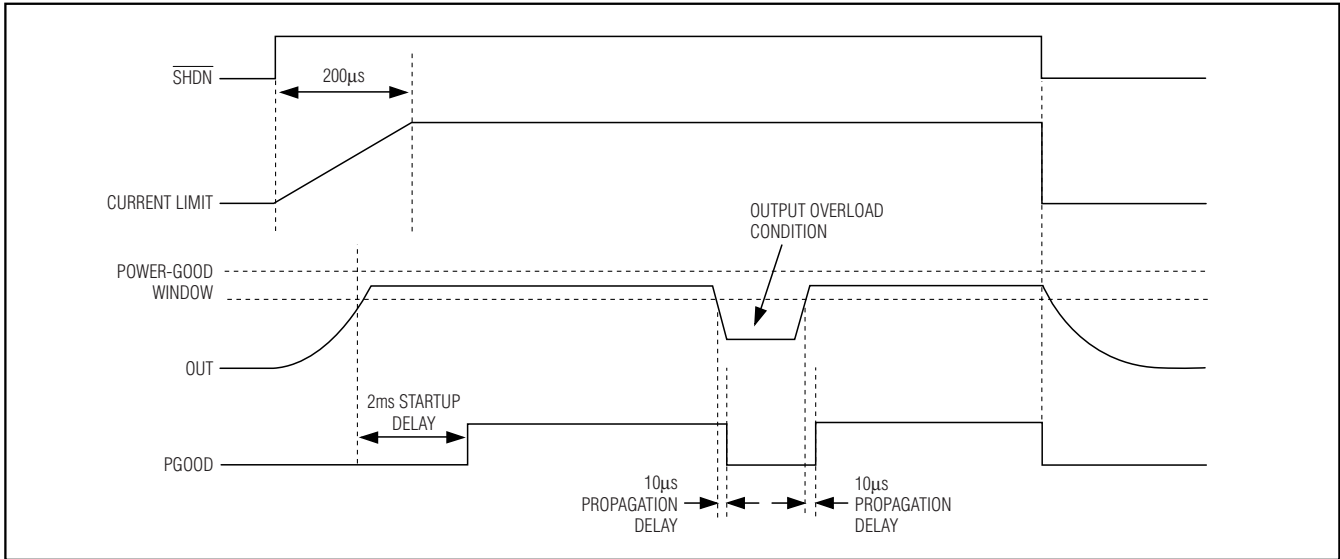 SHDN
200μs
CURRENT LIMIT
OUTPUT OVERLOAD
CONDITION
POWER-GOOD
WINDOW
OUT
2ms STARTUP
DELAY
PGOOD
10μs
PROPAGATION
DELAY
10μs
PROPAGATION
DELAY